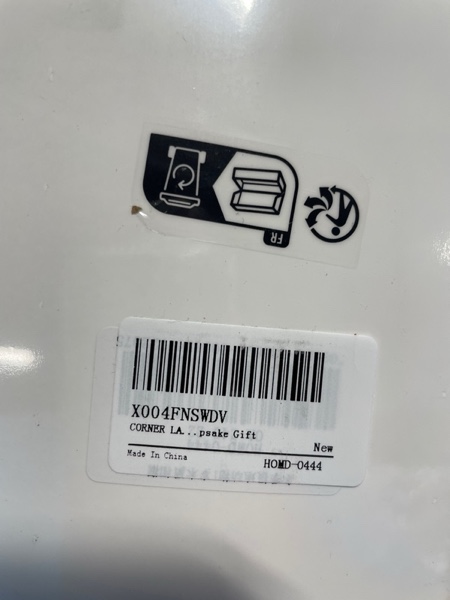 FR
X004FNSWDV
CORNER LA...psake Gift
New
Made In China
HOMD-0444